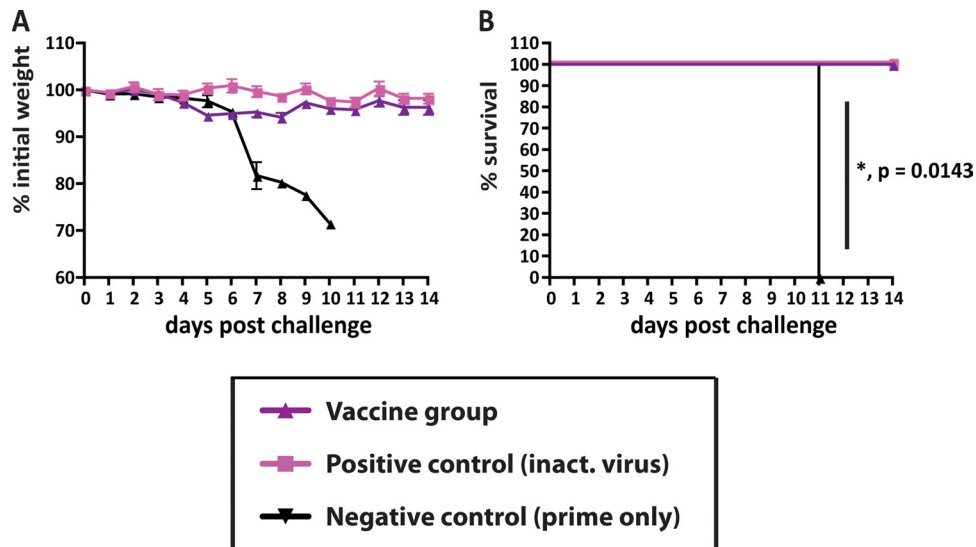 A
110
100
90
80
70
60
% initial weight
0 1 2 3 4 5 6 7 8 9 10 11 12 13 14
days post challenge
B
110
100
90
80
70
60
50
40
30
20
10
0
% survival
*, p = 0.0143
0 1 2 3 4 5 6 7 8 9 10 11 12 13 14
days post challenge
Vaccine group
Positive control (inact. virus)
Negative control (prime only)